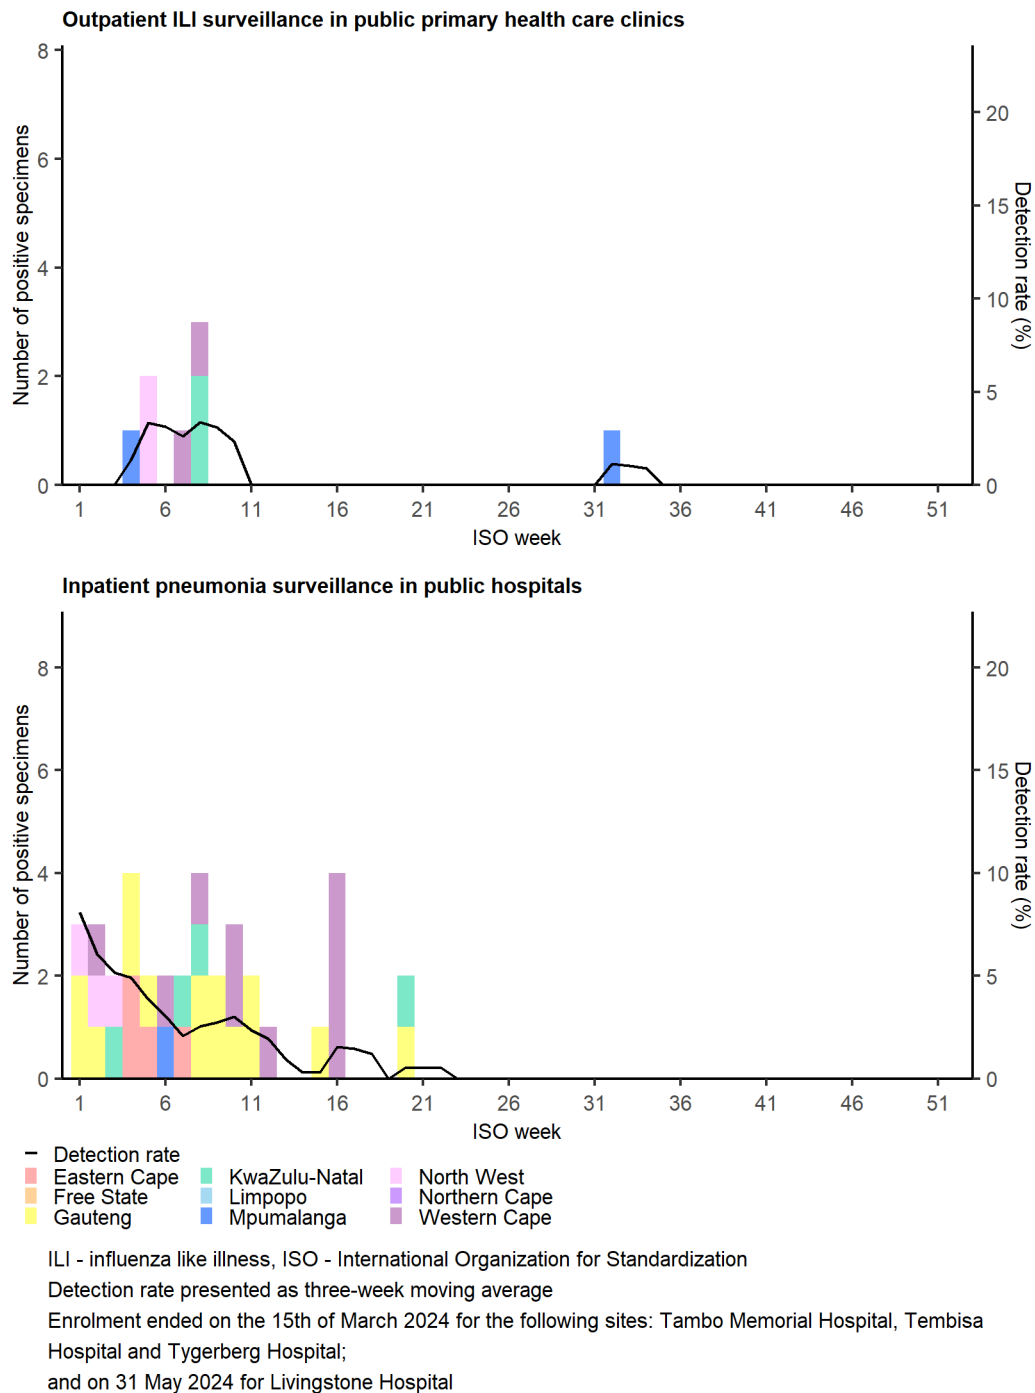 Outpatient ILI surveillance in public primary health care clinics
Number of positive specimens
8
6
4
2
0
20
15
10
5
0
Detection rate (%)
1 6 11 16 21 26 31 36 41 46 51
ISO week
Inpatient pneumonia surveillance in public hospitals
Number of positive specimens
8
6
4
2
0
20
15
10
5
0
Detection rate (%)
1 6 11 16 21 26 31 36 41 46 51
ISO week
Detection rate
Eastern Cape KwaZulu-Natal North West
Free State Limpopo Northern Cape
Gauteng Mpumalanga Western Cape
ILI - influenza like illness, ISO - International Organization for Standardization
Detection rate presented as three-week moving average
Enrolment ended on the 15th of March 2024 for the following sites: Tambo Memorial Hospital, Tembisa
Hospital and Tygerberg Hospital;
and on 31 May 2024 for Livingstone Hospital